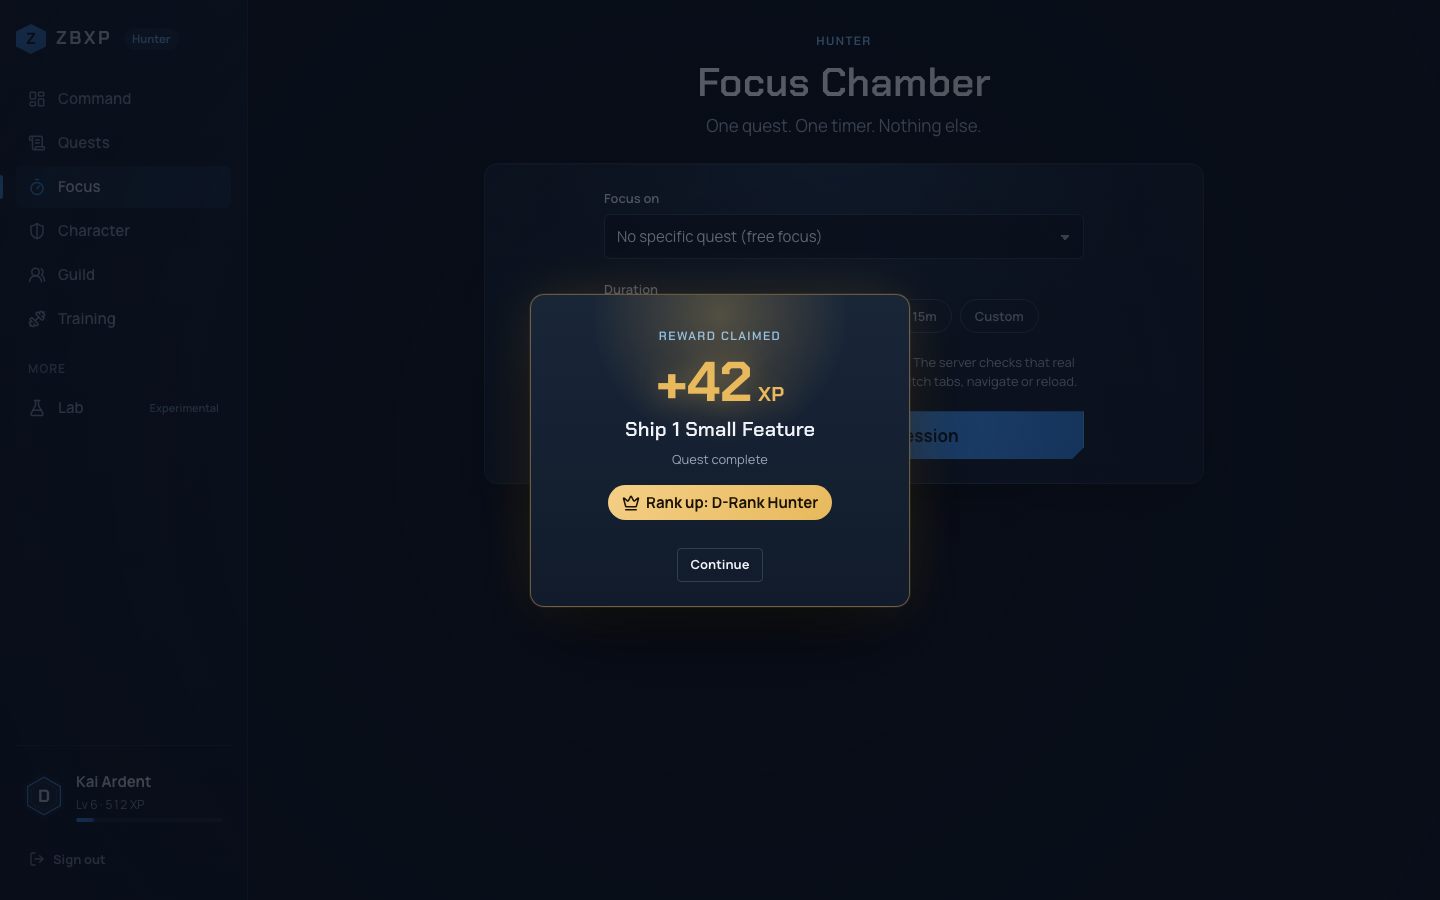 Z ZBXP Hunter
Command
Quests
Focus
Character
Guild
Training
MORE
Lab Experimental
D
Kai Ardent
Lv 6 · 512 XP
Sign out
HUNTER
Focus Chamber
One quest. One timer. Nothing else.
Focus on
No specific quest (free focus)
Duration
15m Custom
The server checks that real
tch tabs, navigate or reload.
ession
REWARD CLAIMED
+42 XP
Ship 1 Small Feature
Quest complete
Rank up: D-Rank Hunter
Continue